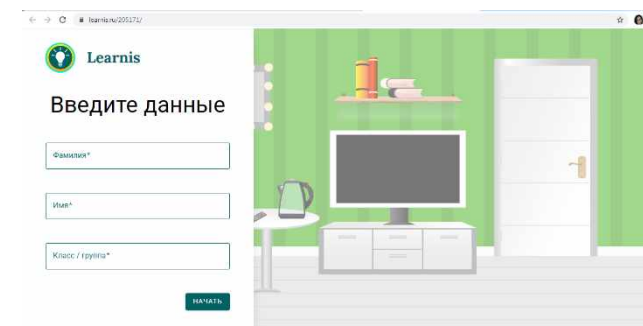 learnis.ru/205171/
Learnis
Введите данные
Фамилия*
Имя*
Класс / группа*
НАЧАТЬ